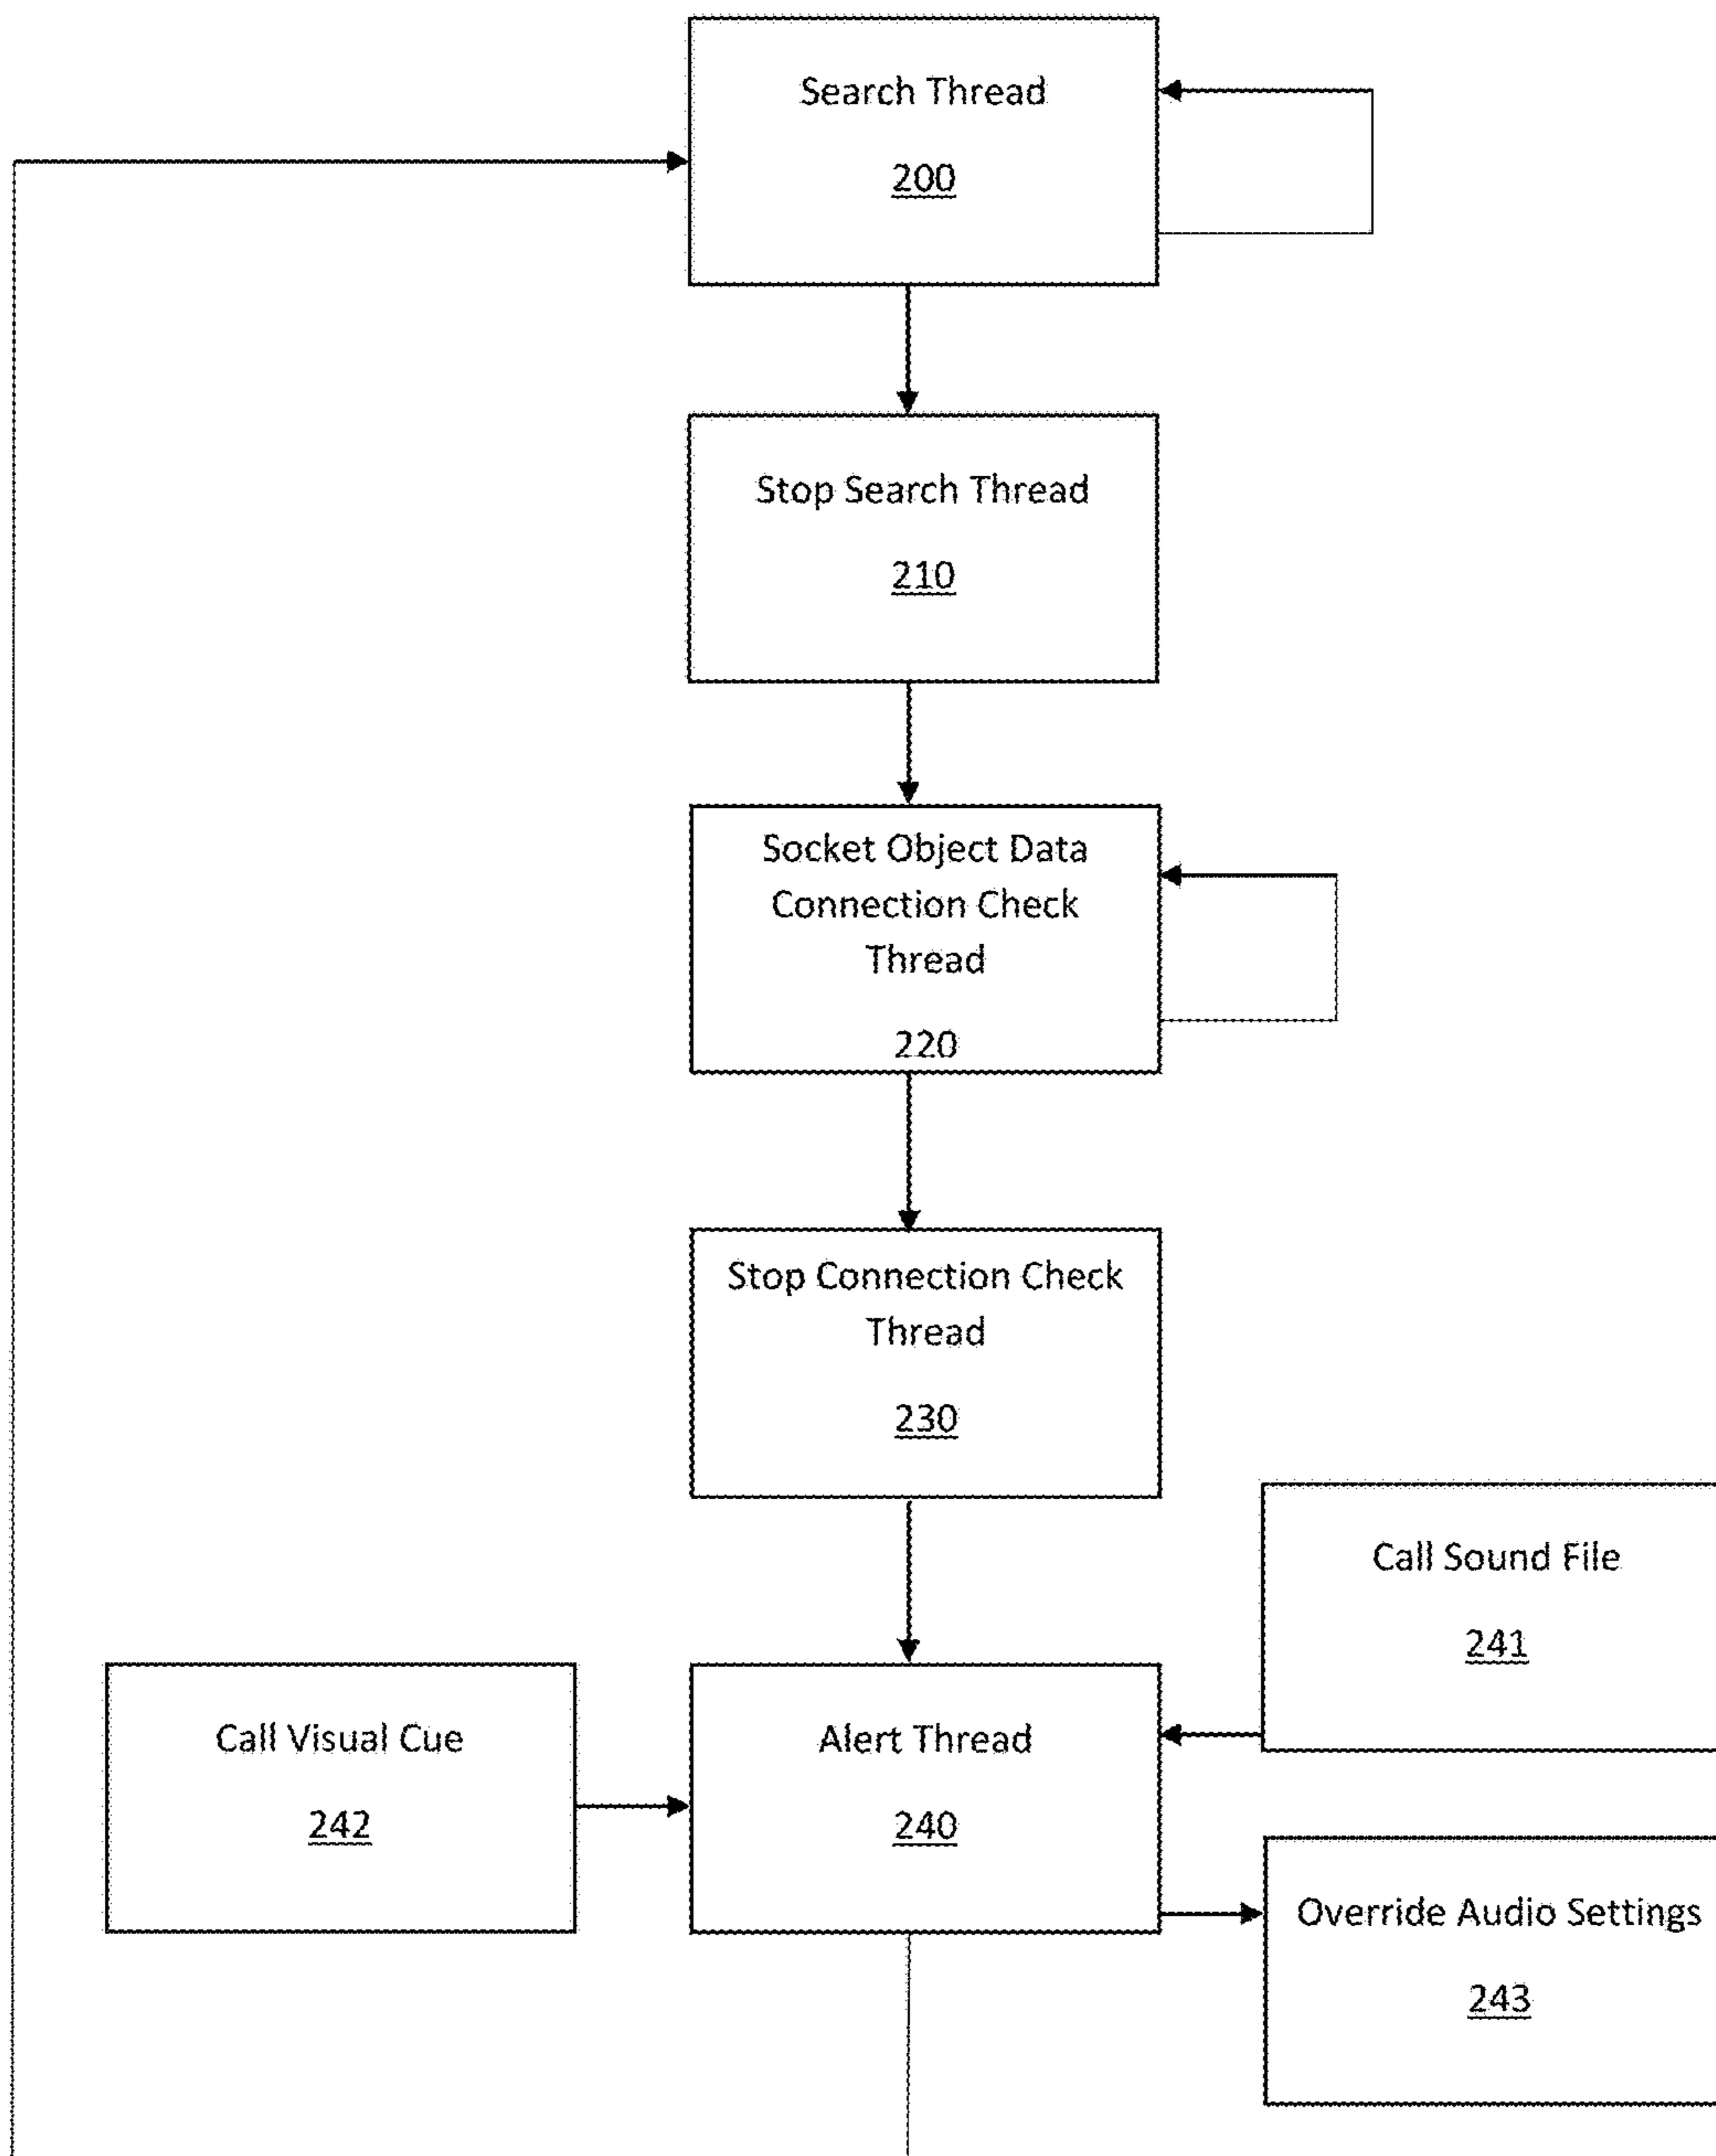 Search Thread
200
Stop Search Thread
210
Socket Object Data
Connection Check
Thread
220
Stop Connection Check
Thread
230
Call Sound File
241
Call Visual Cue
242
Alert Thread
240
Override Audio Settings
243